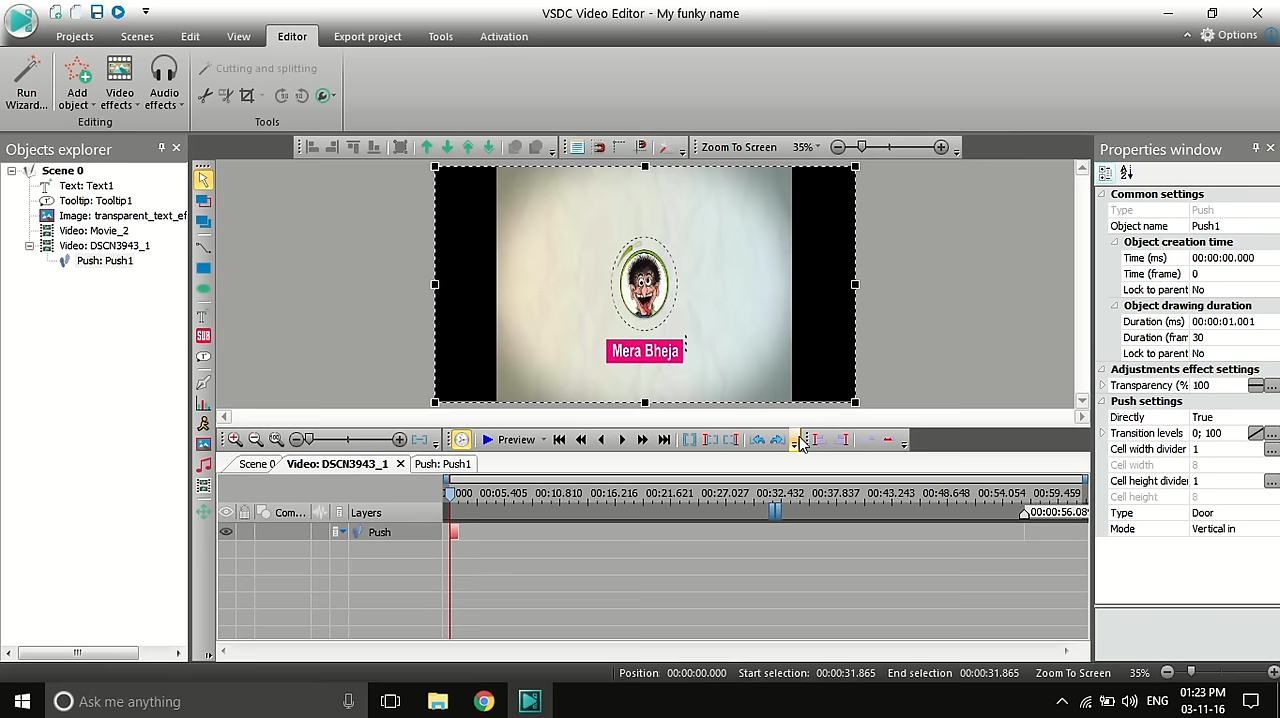 VSDC Video Editor - My funky name
Projects Scenes Edit View Editor Export project Tools Activation Options
Run Wizard... Add object Video effects Audio effects Cutting and splitting
Editing Tools
Objects explorer Zoom To Screen 35% Properties window
Scene 0
Text: Text1
Tooltip: Tooltip1
Image: transparent_text_ef
Video: Movie_2
Video: DSCN3943_1
Push: Push1
SUB
Mera Bheja
Common settings
Type Push
Object name Push1
Object creation time
Time (ms) 00:00:00.000
Time (frame) 0
Lock to parent No
Object drawing duration
Duration (ms) 00:00:01.001
Duration (fram 30
Lock to parent No
Adjustments effect settings
Transparency (% 100
Push settings
Directly True
Transition levels 0; 100
Cell width divider 1
Cell width 8
Cell height divide 1
Cell height 8
Type Door
Mode Vertical in
Preview
Scene 0 Video: DSCN3943_1 Push: Push1
000 00:05.405 00:10.810 00:16.216 00:21.621 00:27.027 00:32.432 00:37.837 00:43.243 00:48.648 00:54.054 00:59.459
Com... Layers 00:00:56.08
Push
Position: 00:00:00.000 Start selection: 00:00:31.865 End selection: 00:00:31.865 Zoom To Screen 35%
Ask me anything ENG 01:23 PM
03-11-16